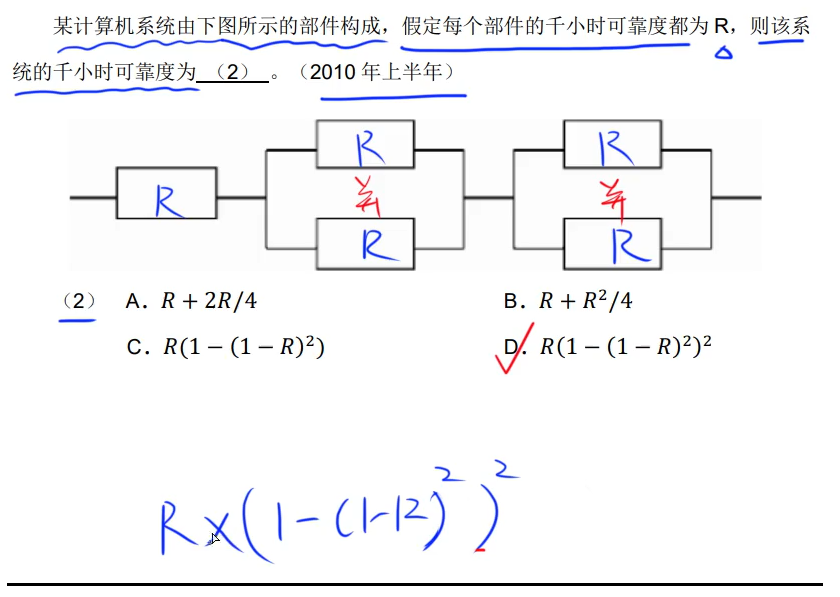 某计算机系统由下图所示的部件构成，假定每个部件的千小时可靠度都为 R，则该系
统的千小时可靠度为 （2） 。（2010 年上半年）
R
R
并
R
R
并
R
（2） A．R + 2R/4 B．R + R²/4
C．R(1 − (1 − R)²) D．R(1 − (1 − R)²)²
R×(1-(1-R)²)²